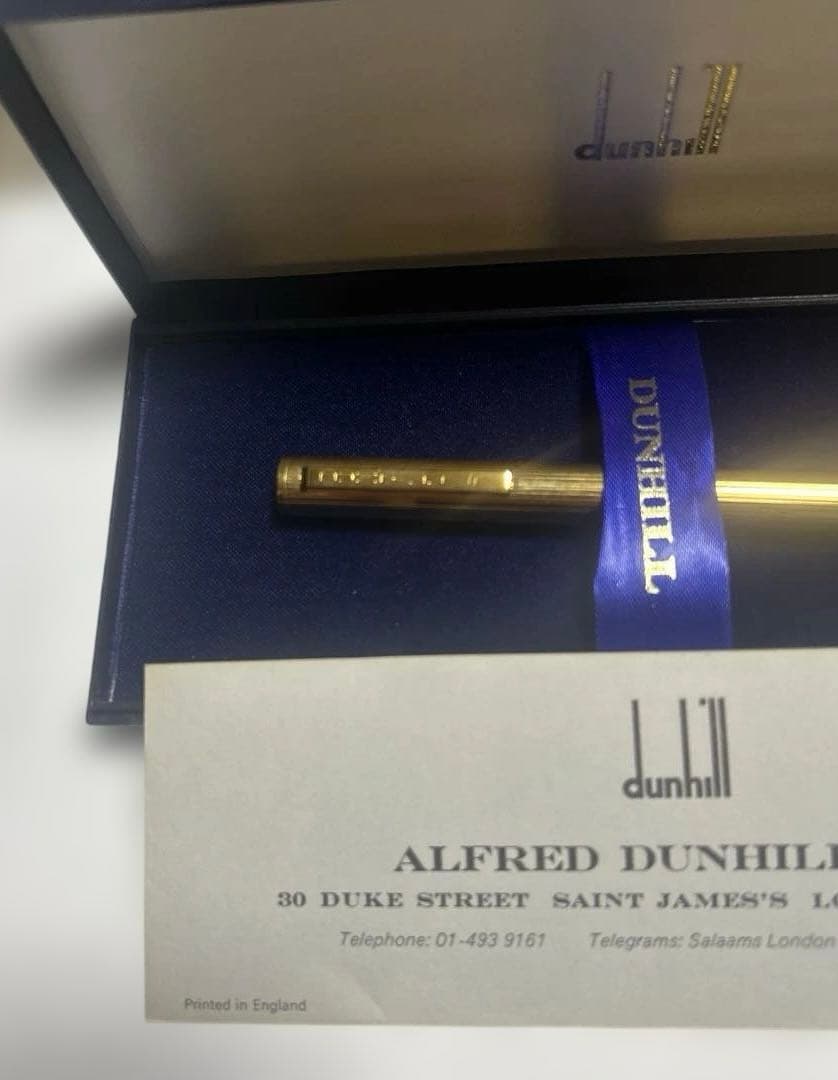 dunhill
DUNHILL
dunhill
ALFRED DUNHILL
30 DUKE STREET SAINT JAMES'S
Telephone: 01-493 9161 Telegrams: Salaams London
Printed in England